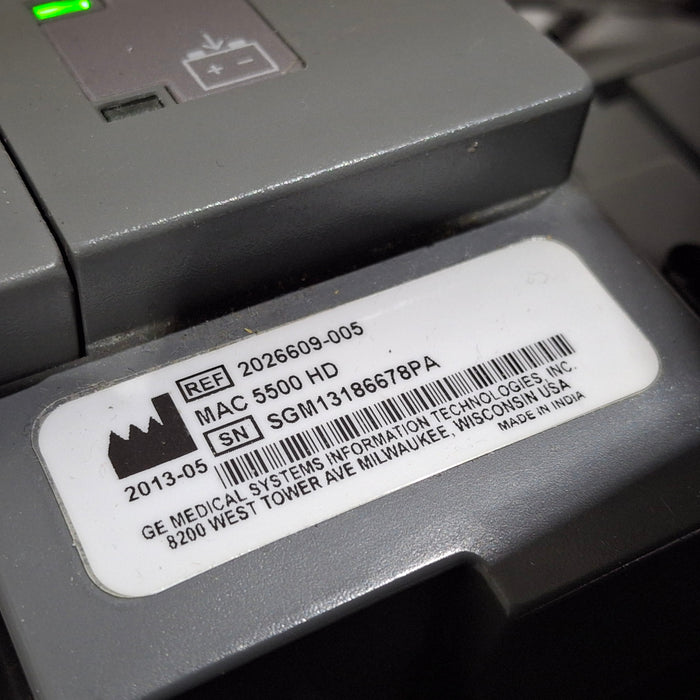 REF 2026609-005
MAC 5500 HD
SN SGM13186678PA
2013-05
GE MEDICAL SYSTEMS INFORMATION TECHNOLOGIES, INC.
8200 WEST TOWER AVE MILWAUKEE, WISCONSIN USA
MADE IN INDIA